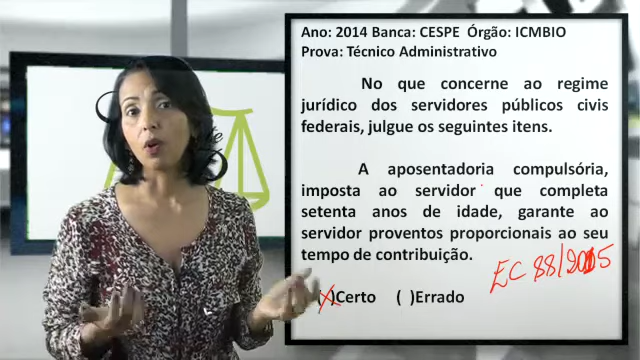 Ano: 2014 Banca: CESPE Órgão: ICMBIO
Prova: Técnico Administrativo
No que concerne ao regime
jurídico dos servidores públicos civis
federais, julgue os seguintes itens.
A aposentadoria compulsória,
imposta ao servidor que completa
setenta anos de idade, garante ao
servidor proventos proporcionais ao seu
tempo de contribuição.
EC 88/2015
(X)Certo ( )Errado